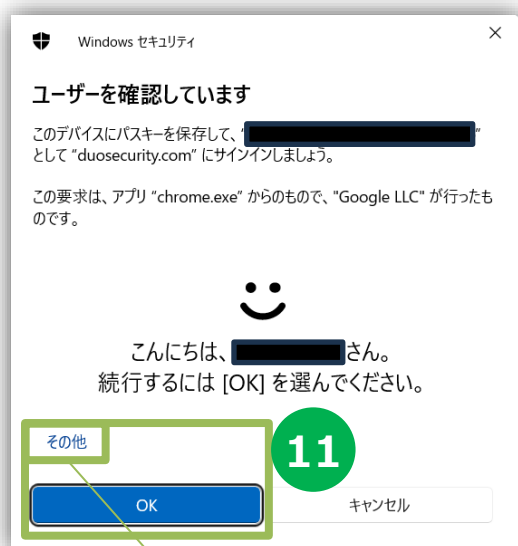 Windows セキュリティ
ユーザーを確認しています
このデバイスにパスキーを保存して、"　"
として "duosecurity.com" にサインインしましょう。
この要求は、アプリ "chrome.exe" からのもので、"Google LLC" が行ったも
のです。
こんにちは、　さん。
続行するには [OK] を選んでください。
その他
11
OK キャンセル